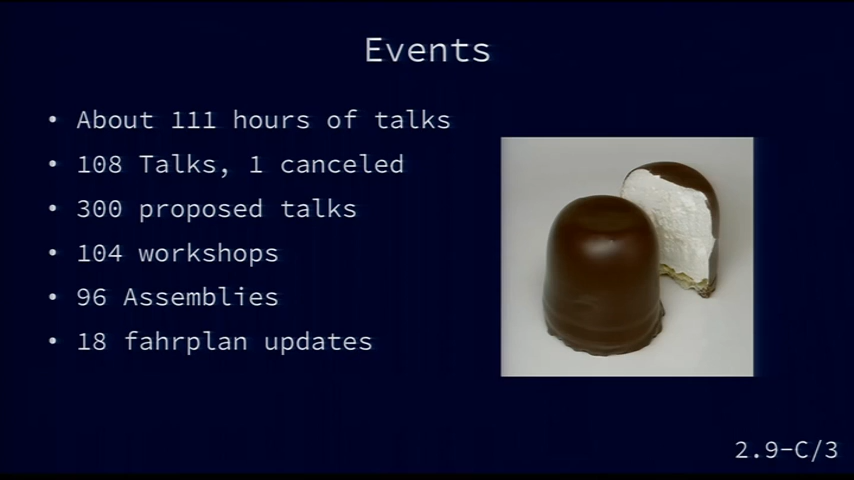 Events
• About 111 hours of talks
• 108 Talks, 1 canceled
• 300 proposed talks
• 104 workshops
• 96 Assemblies
• 18 fahrplan updates
2.9-C/3